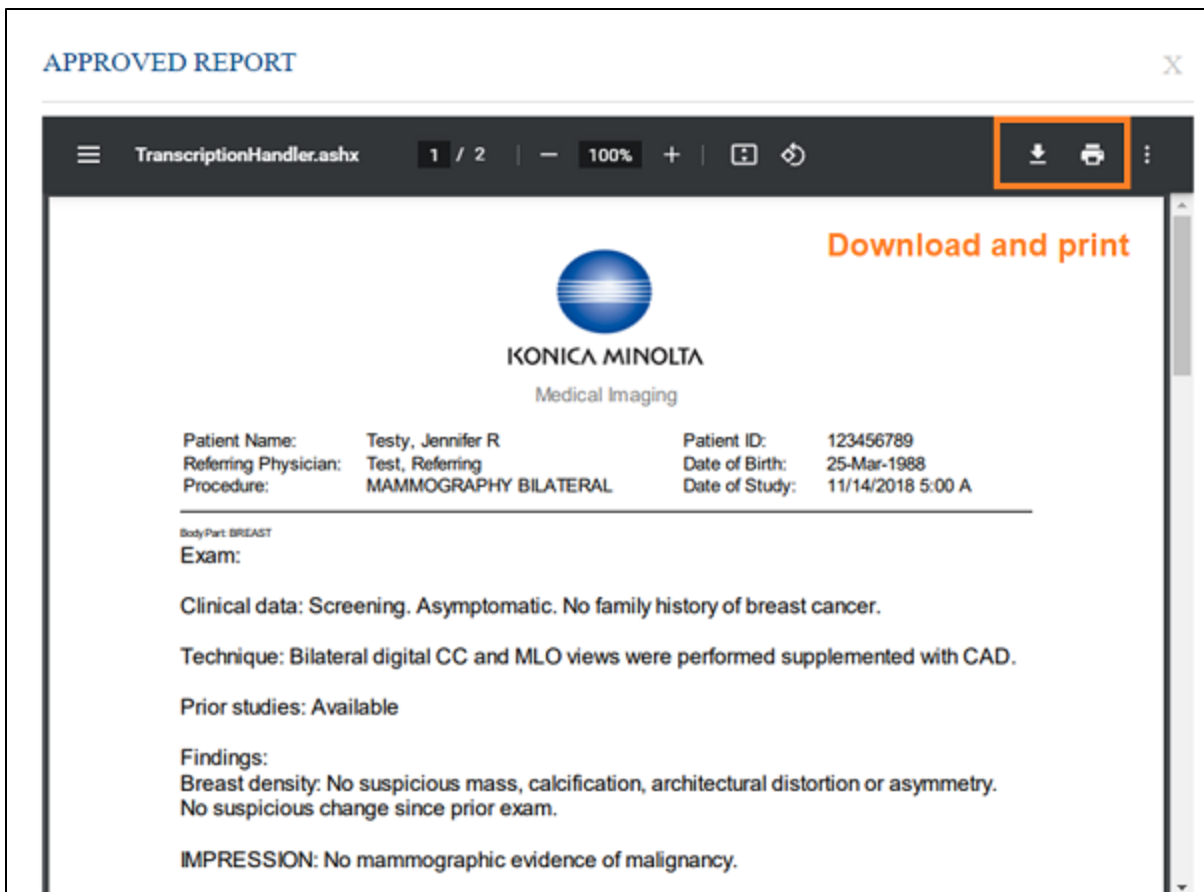 APPROVED REPORT X
TranscriptionHandler.ashx 1 / 2 | − 100% + |
Download and print
KONICA MINOLTA
Medical Imaging
Patient Name: Testy, Jennifer R Patient ID: 123456789
Referring Physician: Test, Referring Date of Birth: 25-Mar-1988
Procedure: MAMMOGRAPHY BILATERAL Date of Study: 11/14/2018 5:00 A
BodyPart: BREAST
Exam:
Clinical data: Screening. Asymptomatic. No family history of breast cancer.
Technique: Bilateral digital CC and MLO views were performed supplemented with CAD.
Prior studies: Available
Findings:
Breast density: No suspicious mass, calcification, architectural distortion or asymmetry.
No suspicious change since prior exam.
IMPRESSION: No mammographic evidence of malignancy.